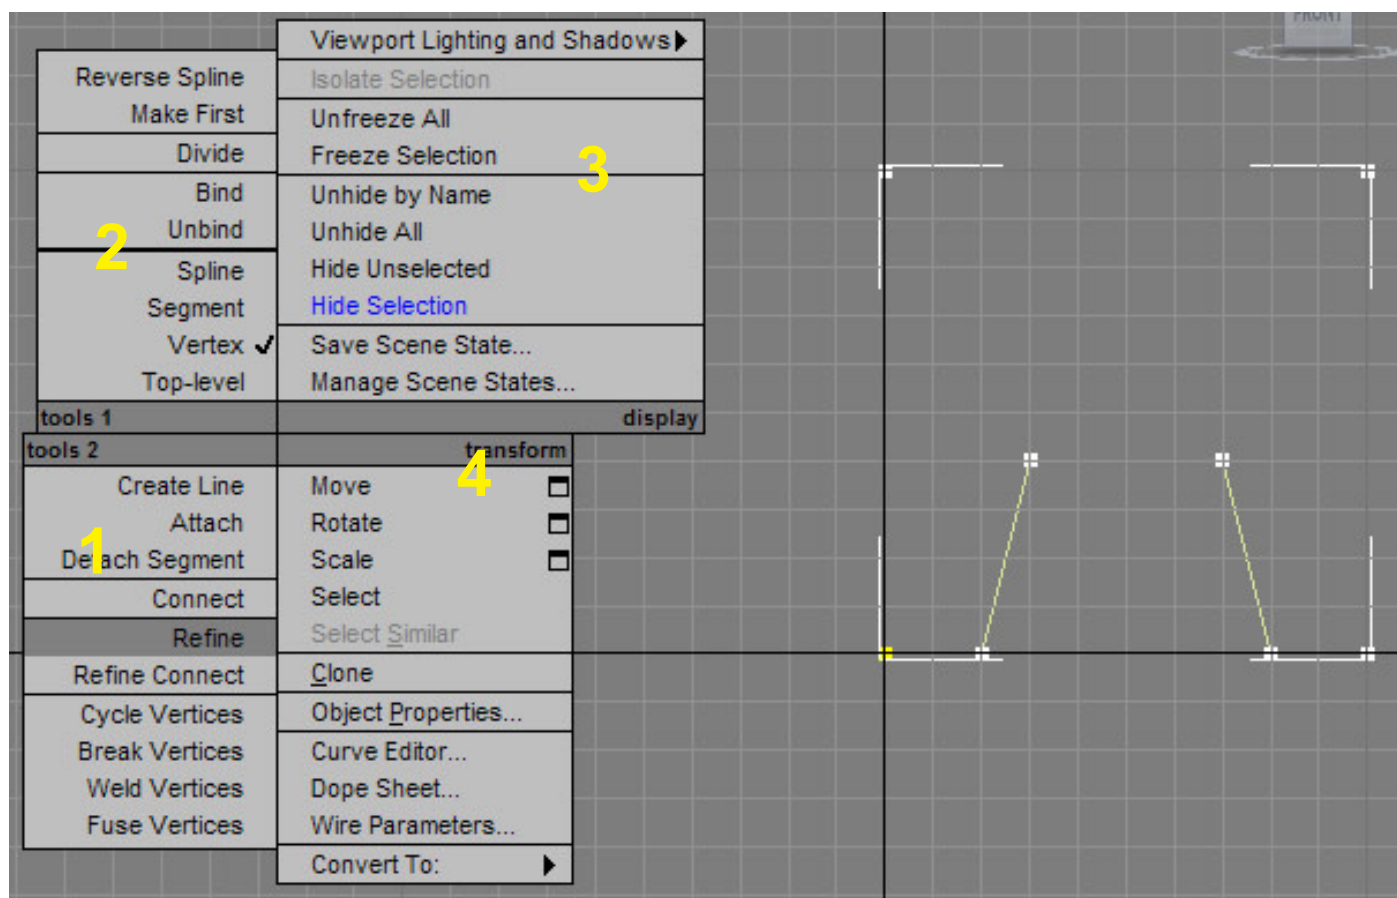 FRONT
Viewport Lighting and Shadows
Isolate Selection
Unfreeze All
Freeze Selection
3
Unhide by Name
Unhide All
Hide Unselected
Hide Selection
Save Scene State...
Manage Scene States...
display
Reverse Spline
Make First
Divide
Bind
Unbind
2
Spline
Segment
Vertex
Top-level
tools 1
tools 2
Create Line
Attach
1
Detach Segment
Connect
Refine
Refine Connect
Cycle Vertices
Break Vertices
Weld Vertices
Fuse Vertices
transform
4
Move
Rotate
Scale
Select
Select Similar
Clone
Object Properties...
Curve Editor...
Dope Sheet...
Wire Parameters...
Convert To: